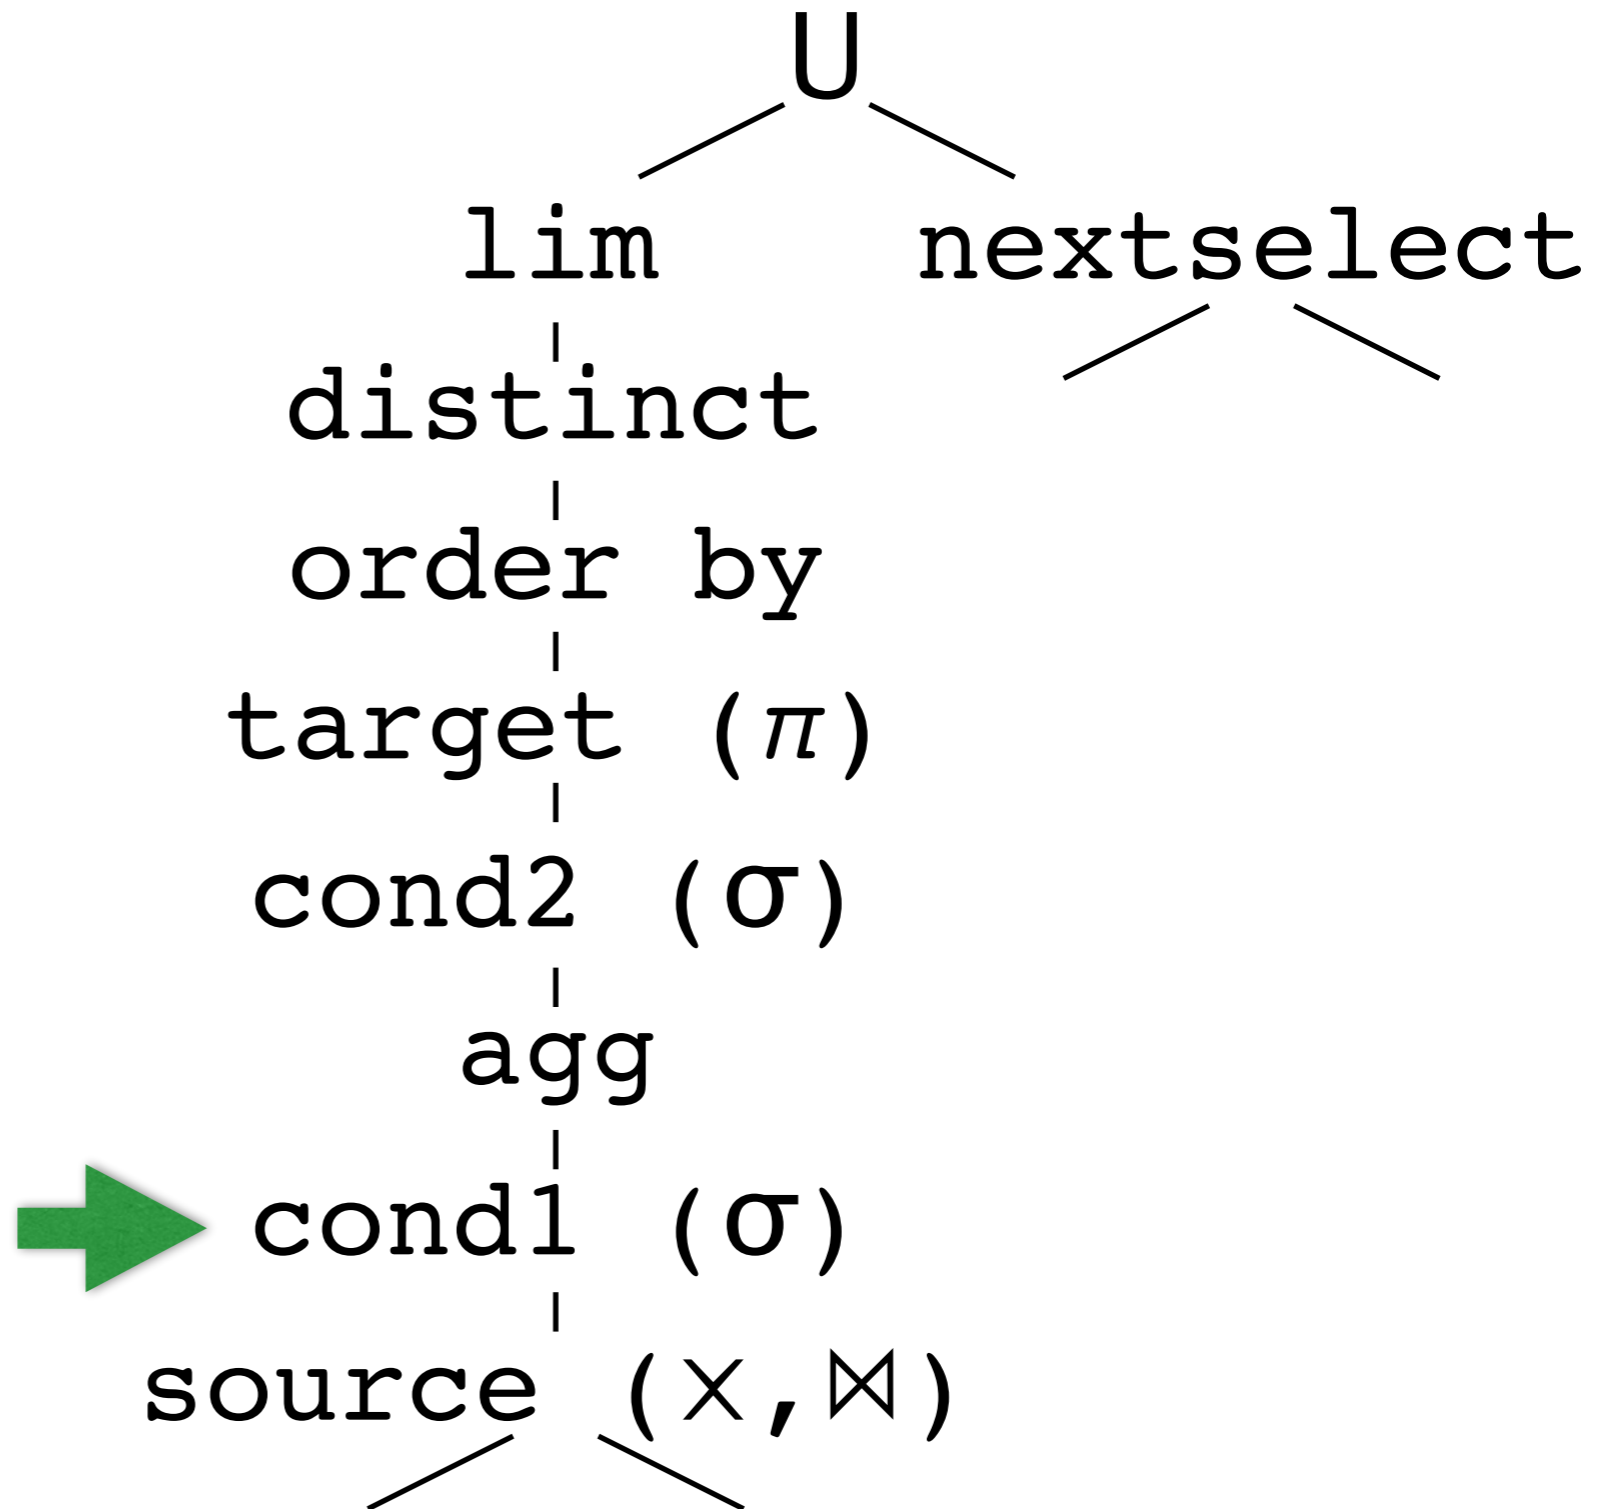 U
lim nextselect
distinct
order by
target (π)
cond2 (σ)
agg
cond1 (σ)
source (×,⋈)